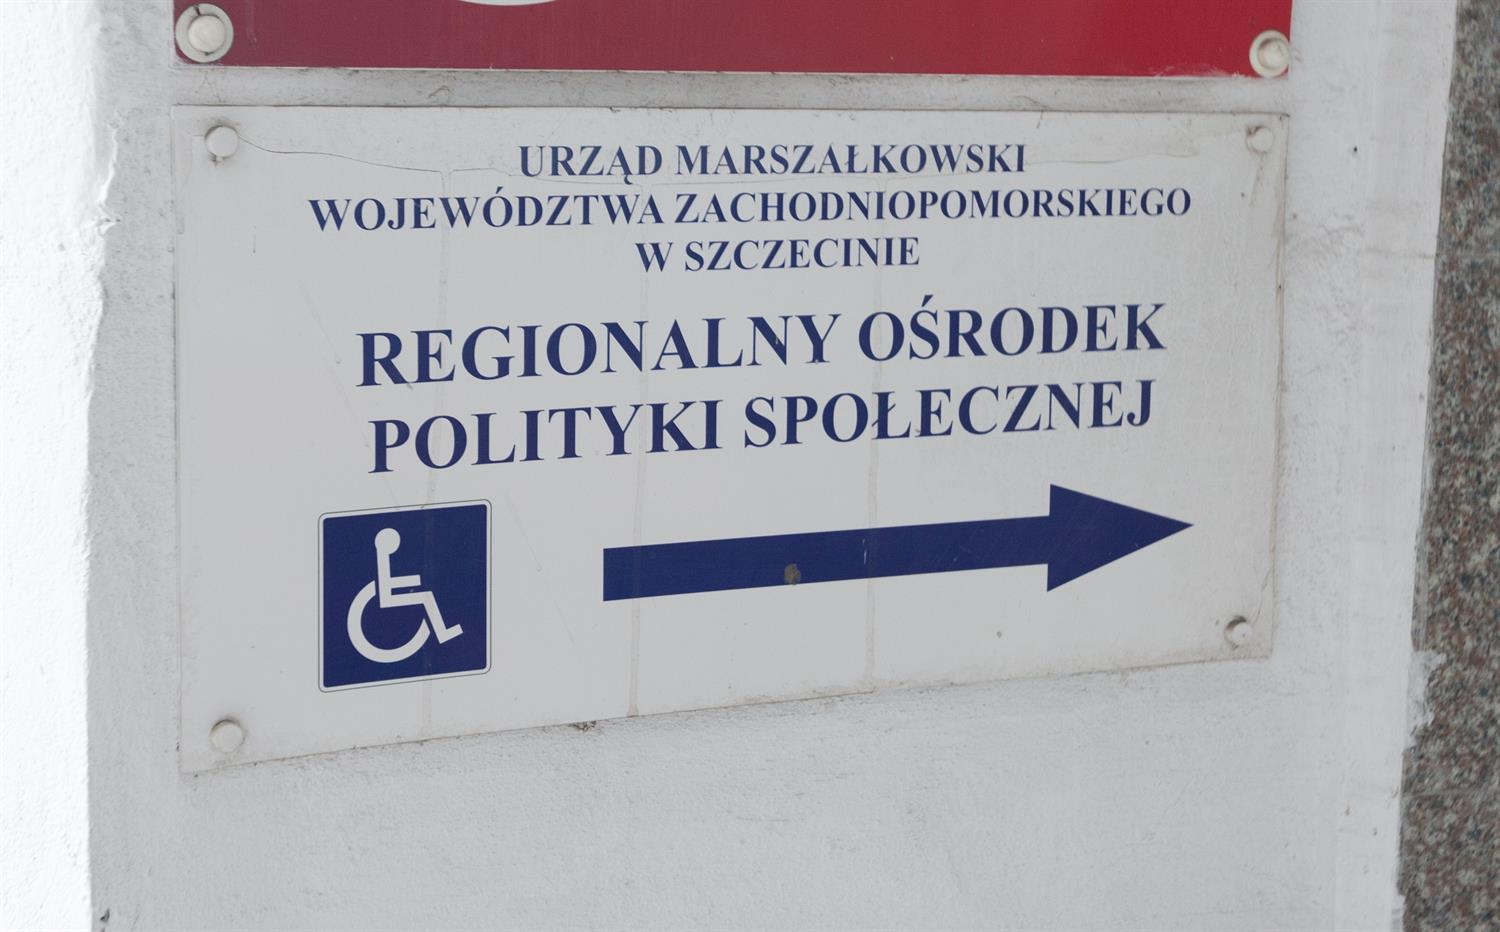 URZĄD MARSZAŁKOWSKI
WOJEWÓDZTWA ZACHODNIOPOMORSKIEGO
W SZCZECINIE
REGIONALNY OŚRODEK
POLITYKI SPOŁECZNEJ